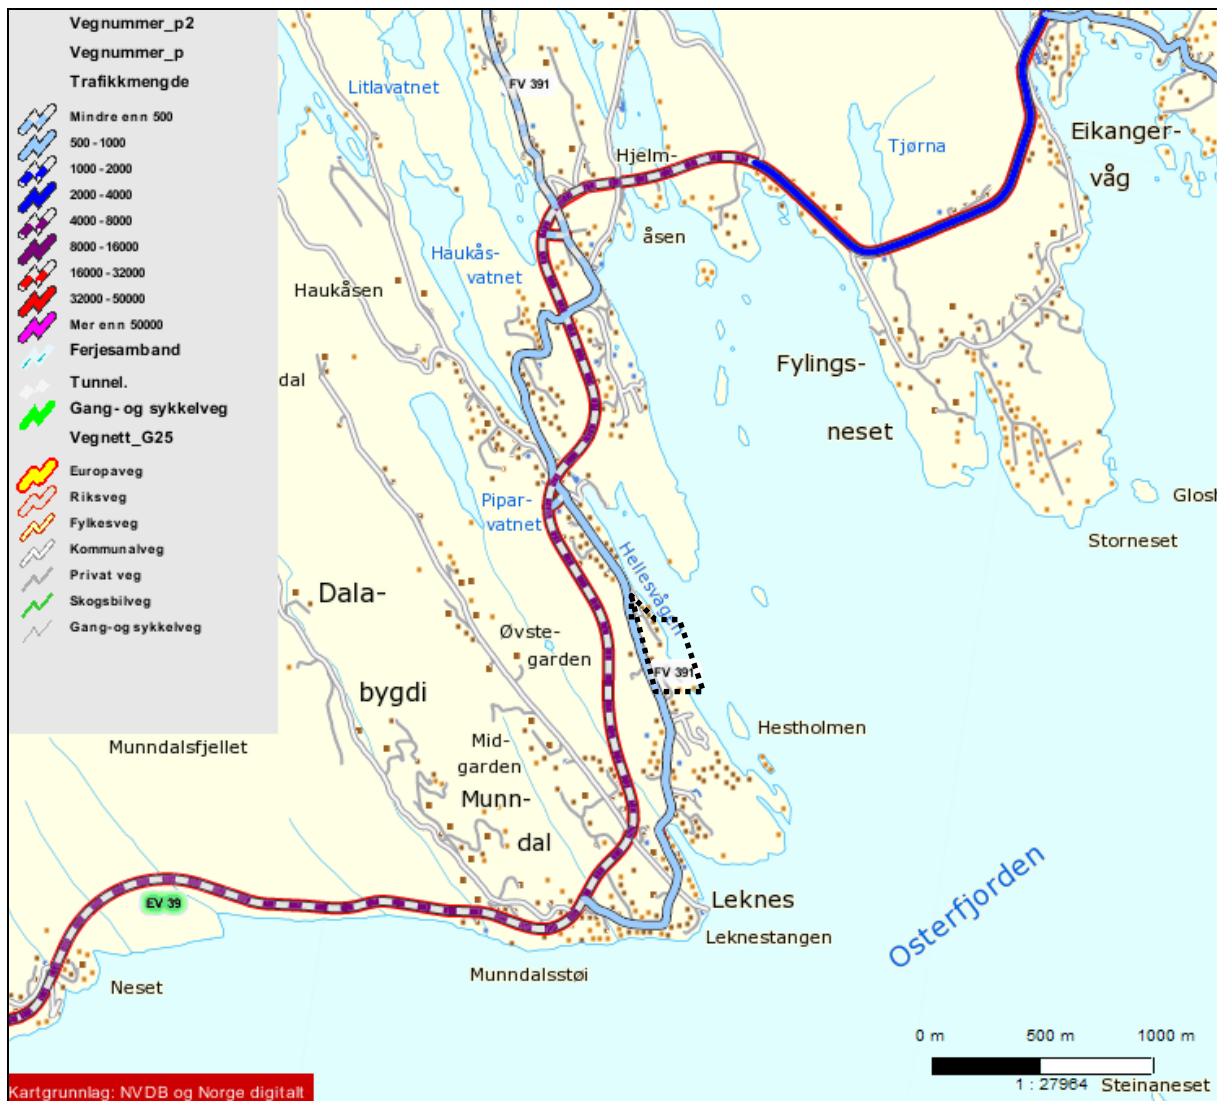 Vegnummer_p2
Vegnummer_p
Trafikkmengde
Mindre enn 500
500 - 1000
1000 - 2000
2000 - 4000
4000 - 8000
8000 - 16000
16000 - 32000
32000 - 50000
Mer enn 50000
Ferjesamband
Tunnel.
Gang- og sykkelveg
Vegnett_G25
Europaveg
Riksveg
Fylkesveg
Kommunalveg
Privat veg
Skogsbilveg
Gang-og sykkelveg
FV 391
Litlavatnet
Hjelm-
åsen
Tjørna
Eikanger-
våg
Haukås-
vatnet
Haukåsen
dal
Fylings-
neset
Pipar-
vatnet
Glosl
Storneset
Hellesvågen
Dala-
bygdi
Øvste-
garden
FV 391
Hestholmen
Munndalsfjellet
Mid-
garden
Munn-
dal
Leknes
Leknestangen
Osterfjorden
EV 39
Munndalsstøi
Neset
0 m 500 m 1000 m
1 : 27964
Steinaneset
Kartgrunnlag: NVDB og Norge digitalt